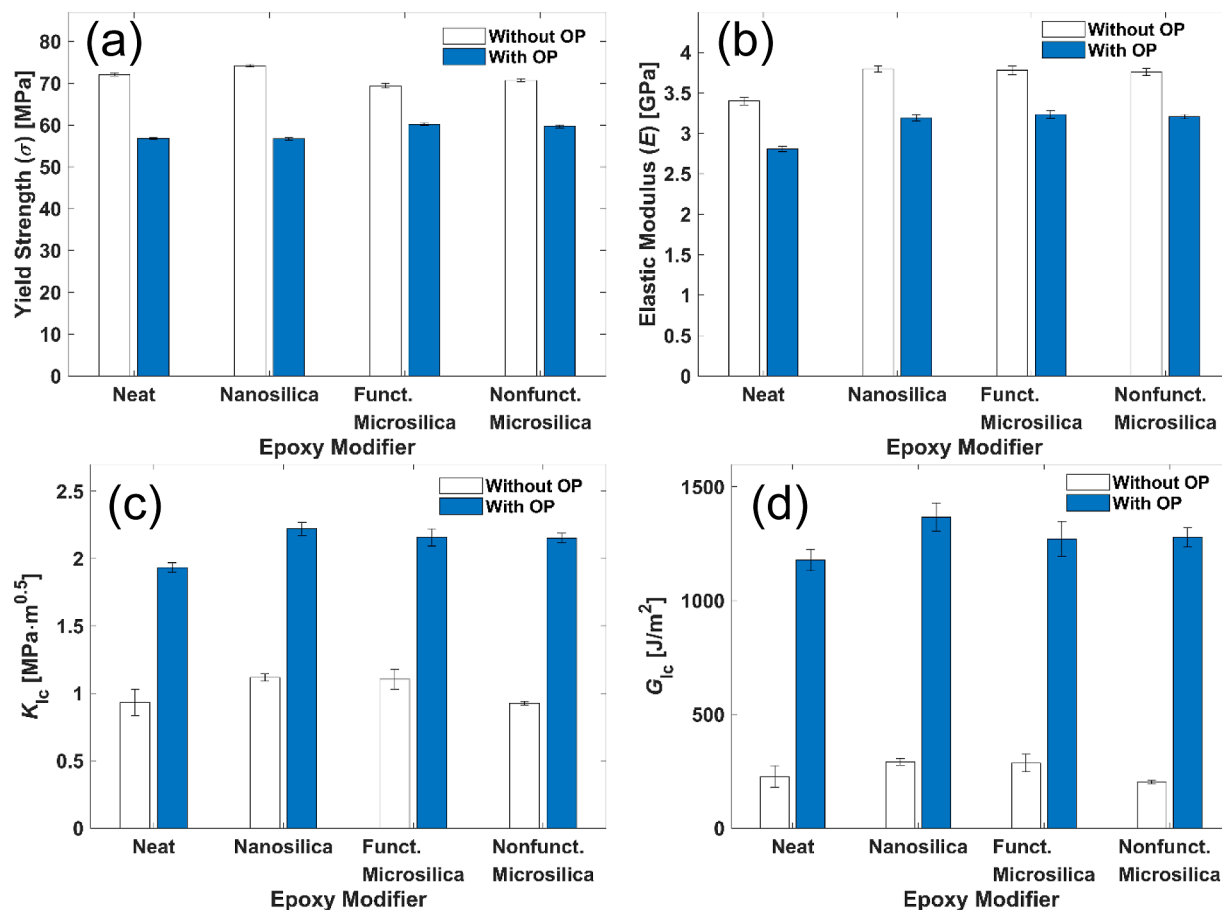 (a)
Without OP
With OP
Yield Strength (σ) [MPa]
80
70
60
50
40
30
20
10
0
Neat
Nanosilica
Funct.
Microsilica
Nonfunct.
Microsilica
Epoxy Modifier
(b)
Without OP
With OP
Elastic Modulus (E) [GPa]
4
3.5
3
2.5
2
1.5
1
0.5
0
Neat
Nanosilica
Funct.
Microsilica
Nonfunct.
Microsilica
Epoxy Modifier
(c)
Without OP
With OP
K_Ic [MPa·m^0.5]
2.5
2
1.5
1
0.5
0
Neat
Nanosilica
Funct.
Microsilica
Nonfunct.
Microsilica
Epoxy Modifier
(d)
Without OP
With OP
G_Ic [J/m^2]
1500
1000
500
0
Neat
Nanosilica
Funct.
Microsilica
Nonfunct.
Microsilica
Epoxy Modifier